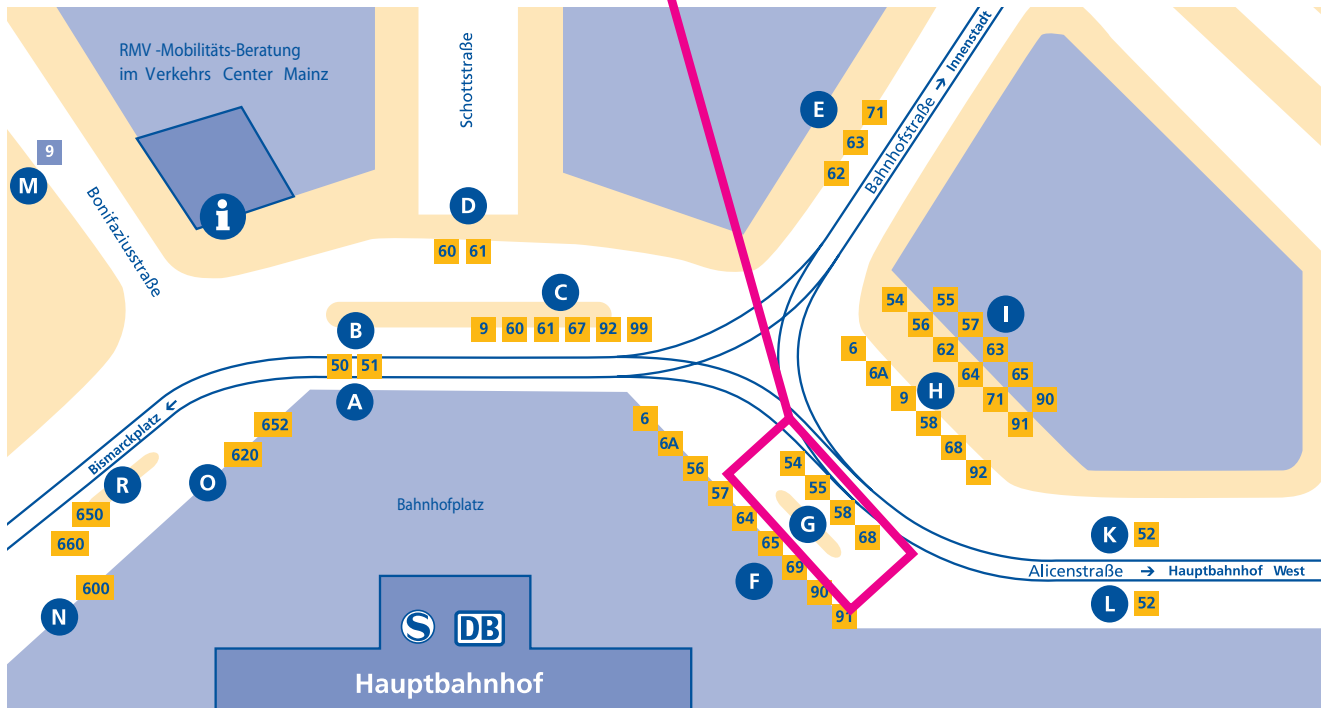 RMV -Mobilitäts-Beratung
im Verkehrs Center Mainz
Schottstraße
Bahnhofstraße → Innenstadt
E
71
63
62
9
M
Bonifaziusstraße
i
D
60 61
C
9 60 61 67 92 99
B
50 51
A
54 55
I
56 57
62 63
64 65
71 90
91
6
6A
9
H
58
68
92
Bismarckplatz →
652
620
O
R
650
660
600
N
Bahnhofplatz
6
6A
56
57
64
65
69
90
91
F
54
55
58
68
G
K 52
Alicenstraße → Hauptbahnhof West
L 52
S DB
Hauptbahnhof